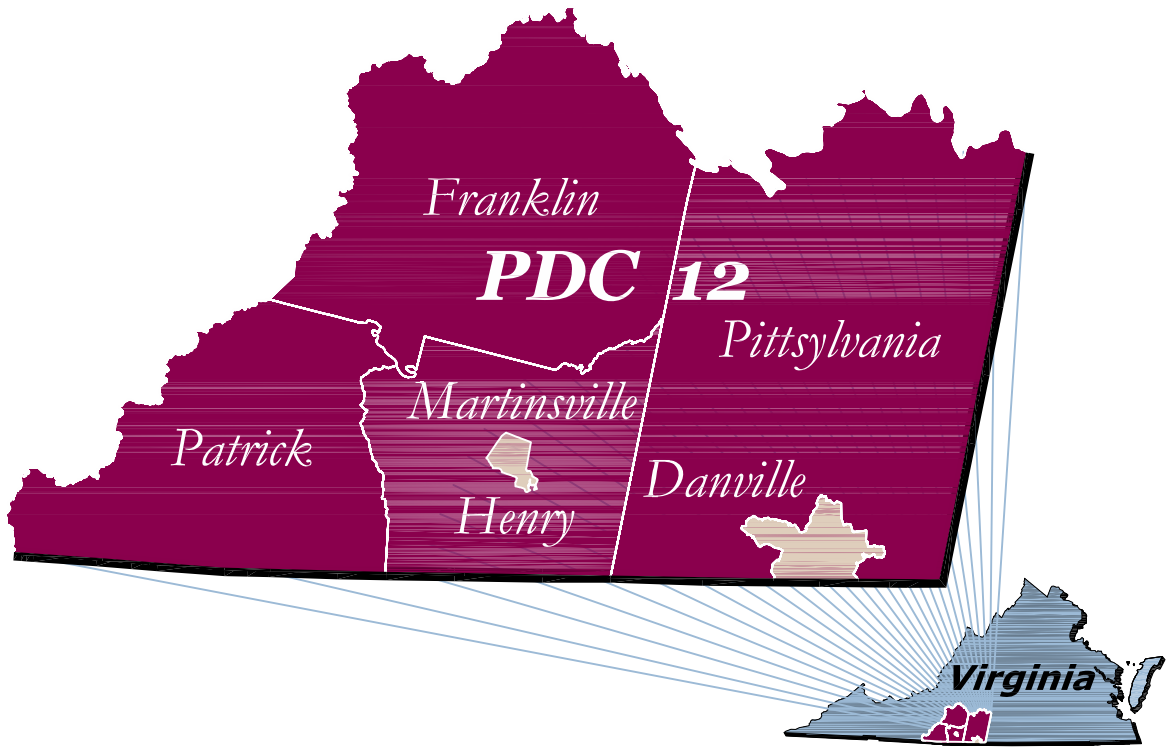 Franklin
PDC 12
Pittsylvania
Martinsville
Patrick
Danville
Henry
Virginia